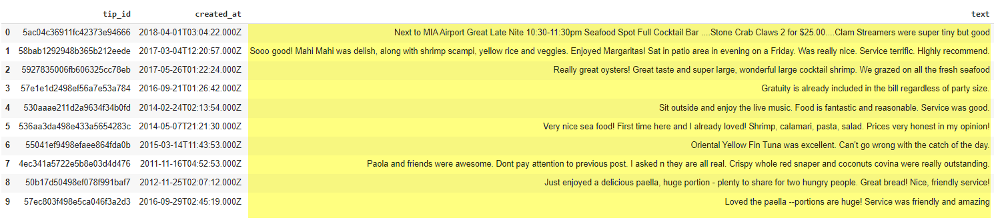 tip_id created_at text
0 5ac04c36911fc42373e94666 2018-04-01T03:04:22.000Z Next to MIA Airport Great Late Nite 10:30-11:30pm Seafood Spot Full Cocktail Bar ....Stone Crab Claws 2 for $25.00....Clam Streamers were super tiny but good
1 58bab1292948b365b212eede 2017-03-04T12:20:57.000Z Sooo good! Mahi Mahi was delish, along with shrimp scampi, yellow rice and veggies. Enjoyed Margaritas! Sat in patio area in evening on a Friday. Was really nice. Service terrific. Highly recommend.
2 5927835006fb606325cc78eb 2017-05-26T01:22:24.000Z Really great oysters! Great taste and super large, wonderful large cocktail shrimp. We grazed on all the fresh seafood
3 57e1e1d2498ef56a7e53a784 2016-09-21T01:26:42.000Z Gratuity is already included in the bill regardless of party size.
4 530aaae211d2a9634f34b0fd 2014-02-24T02:13:54.000Z Sit outside and enjoy the live music. Food is fantastic and reasonable. Service was good.
5 536aa3da498e433a5654283c 2014-05-07T21:21:30.000Z Very nice sea food! First time here and I already loved! Shrimp, calamari, pasta, salad. Prices very honest in my opinion!
6 55041ef9498efaee864fda0b 2015-03-14T11:43:53.000Z Oriental Yellow Fin Tuna was excellent. Can't go wrong with the catch of the day.
7 4ec341a5722e5b8e03d4d476 2011-11-16T04:52:53.000Z Paola and friends were awesome. Dont pay attention to previous post. I asked n they are all real. Crispy whole red snaper and coconuts covina were really outstanding.
8 50b17d50498ef078f991baf7 2012-11-25T02:07:12.000Z Just enjoyed a delicious paella, huge portion - plenty to share for two hungry people. Great bread! Nice, friendly service!
9 57ec803f498e5ca046f3a2d3 2016-09-29T02:45:19.000Z Loved the paella --portions are huge! Service was friendly and amazing